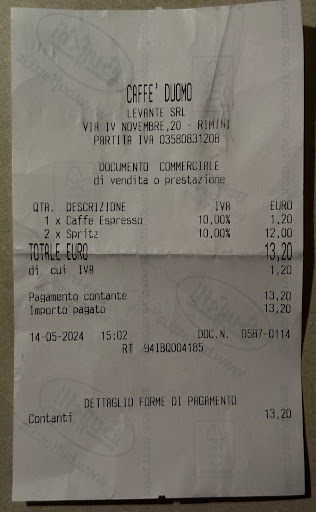 CAFFE' DUOMO
LEVANTE SRL
VIA IV NOVEMBRE,20 - RIMINI
PARTITA IVA 03580831208
DOCUMENTO COMMERCIALE
di vendita o prestazione
QTA. DESCRIZIONE IVA EURO
1 x Caffe Espresso 10,00% 1,20
2 x Spritz 10,00% 12,00
TOTALE EURO 13,20
di cui IVA 1,20
Pagamento contante 13,20
Importo pagato 13,20
14-05-2024 15:02 DOC.N. 0587-0114
RT 94IBQ004185
DETTAGLIO FORME DI PAGAMENTO
Contanti 13,20